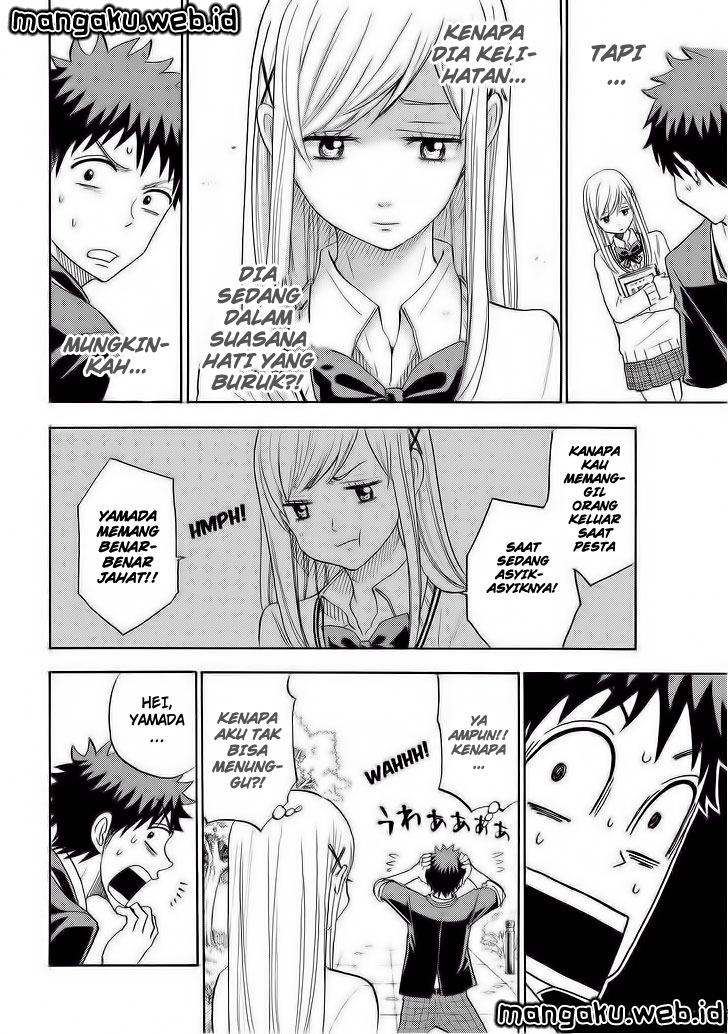 mangaku.web.id
TAPI
...
KENAPA
DIA KELI-
HATAN...
DIA
SEDANG
DALAM
SUASANA
HATI YANG
BURUK?!
MUNGKIN-
KAH...
KANAPA
KAU
MEMANG-
GIL
ORANG
KELUAR
SAAT
PESTA
SAAT
SEDANG
ASYIK-
ASYIKNYA!
HMPH!
YAMADA
MEMANG
BENAR-
BENAR
JAHAT!!
YA
AMPUN!!
KENAPA
...
WAHHH!
うわぁぁぁぁ
KENAPA
AKU TAK
BISA
MENUNG-
GU?!
HEI,
YAMADA
...
mangaku.web.id